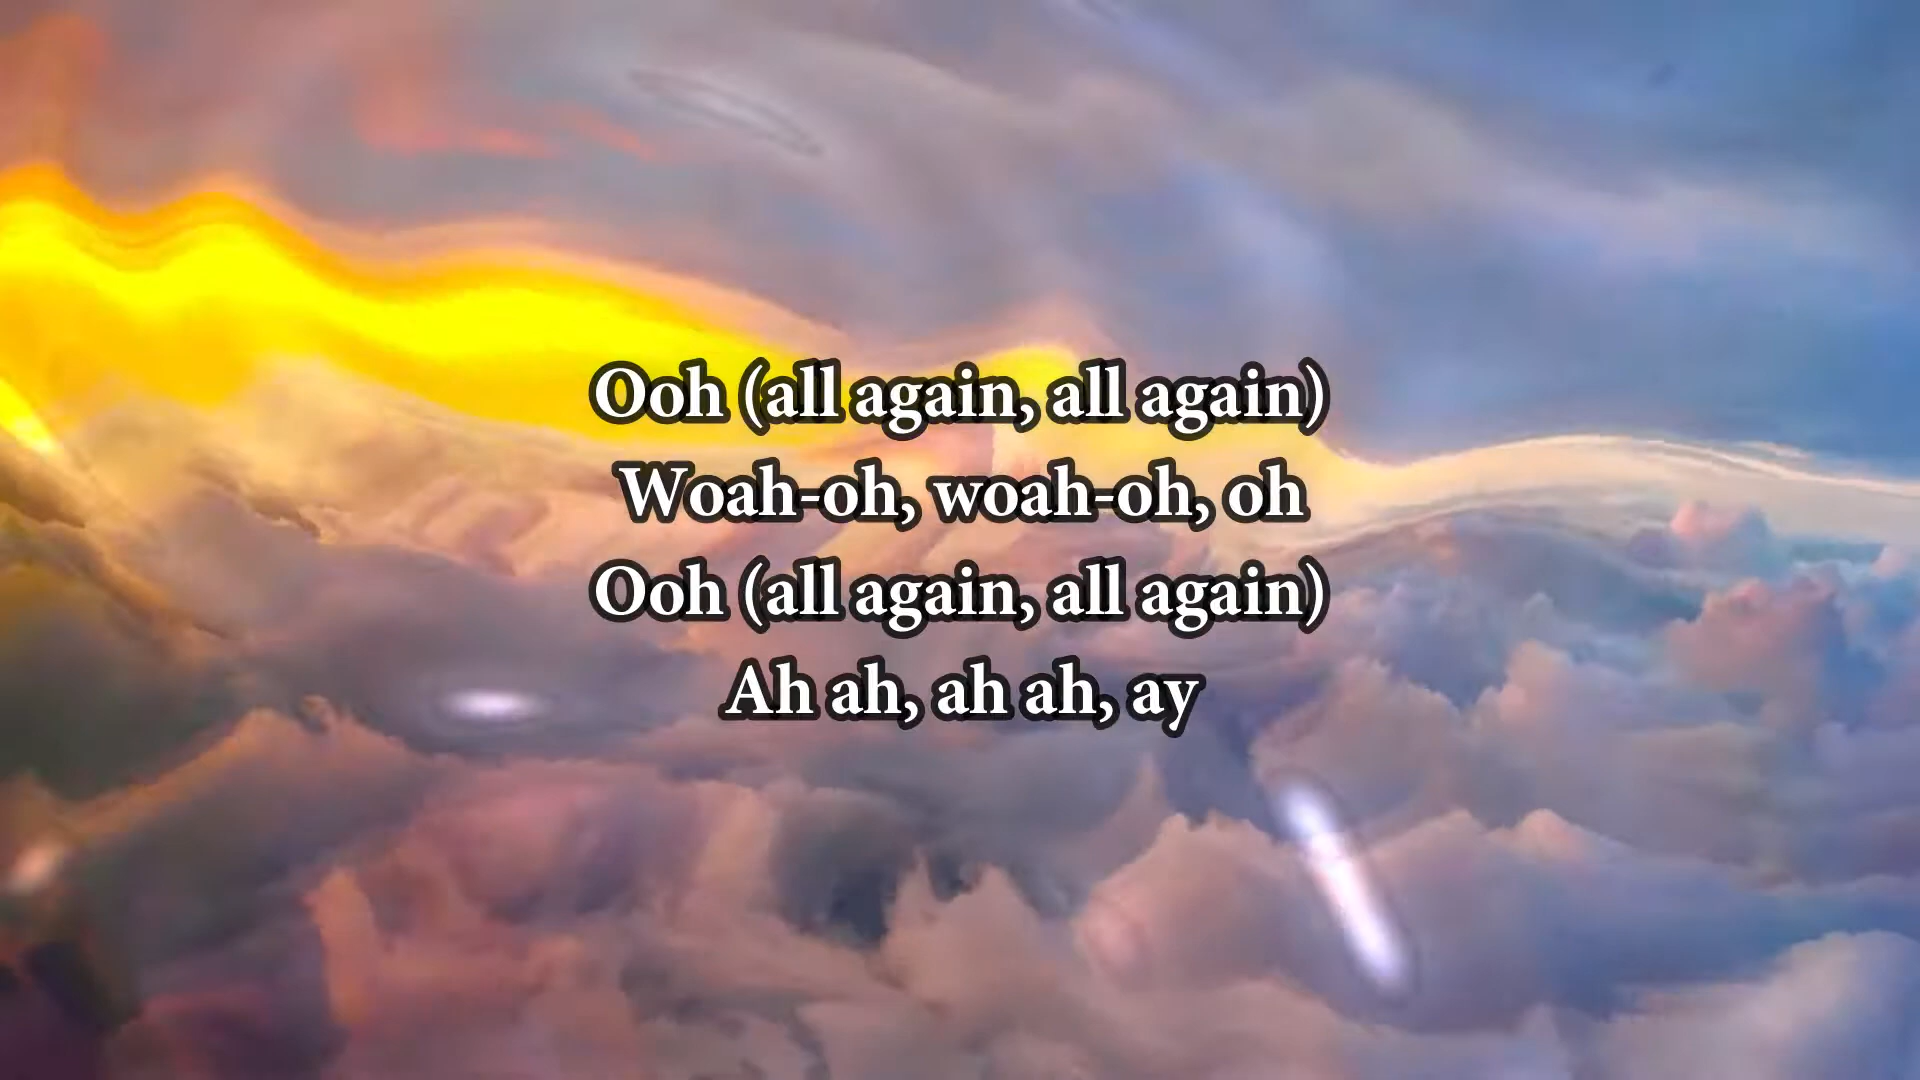 Ooh (all again, all again)
Woah-oh, woah-oh, oh
Ooh (all again, all again)
Ah ah, ah ah, ay